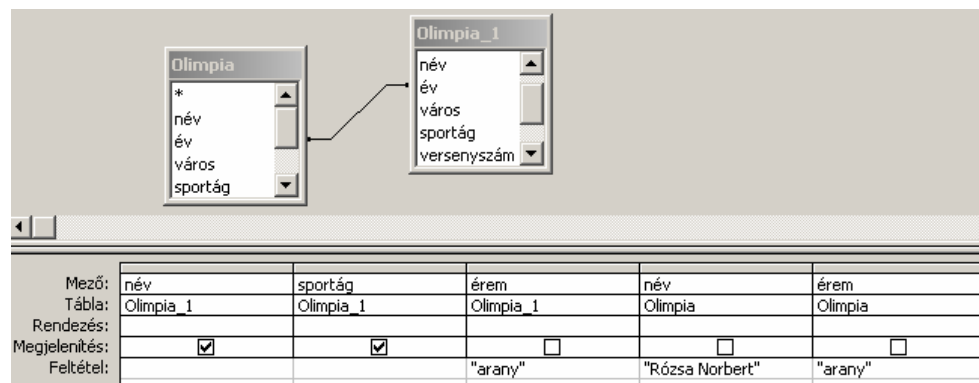 Olimpia
*
név
év
város
sportág
Olimpia_1
név
év
város
sportág
versenyszám
Mező: név sportág érem név érem
Tábla: Olimpia_1 Olimpia_1 Olimpia_1 Olimpia Olimpia
Rendezés:
Megjelenítés:
Feltétel: "arany" "Rózsa Norbert" "arany"